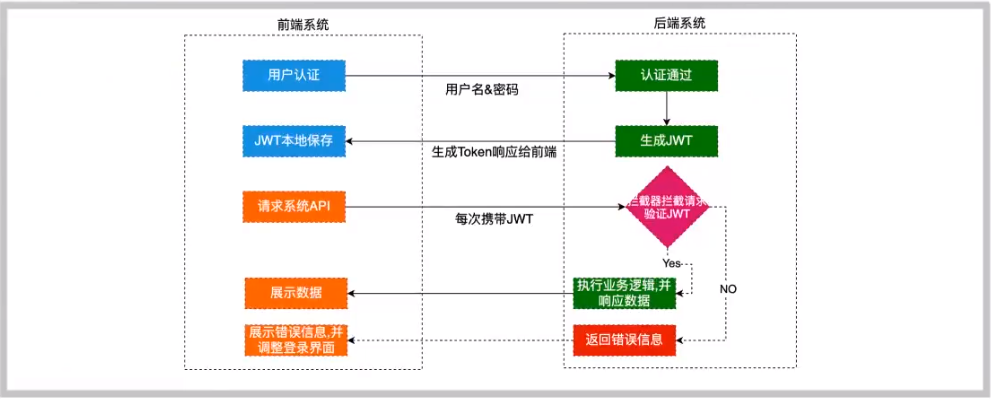 前端系统
后端系统
用户认证
用户名&密码
认证通过
JWT本地保存
生成Token响应给前端
生成JWT
请求系统API
每次携带JWT
拦截器拦截请求
验证JWT
Yes
NO
展示数据
执行业务逻辑,并
响应数据
展示错误信息,并
调整登录界面
返回错误信息